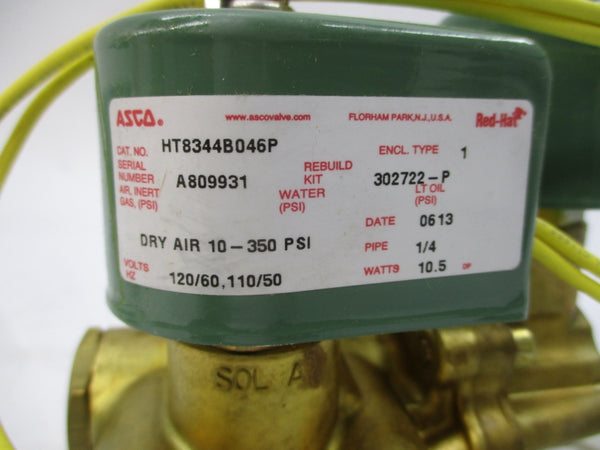 ASCO® www.ascovalve.com FLORHAM PARK, N.J., U.S.A. Red-Hat
CAT. NO. HT8344B046P ENCL. TYPE 1
SERIAL NUMBER A809931 REBUILD KIT 302722-P
AIR, INERT GAS, (PSI) WATER (PSI) LT OIL (PSI)
DATE 0613
DRY AIR 10-350 PSI PIPE 1/4
VOLTS HZ 120/60,110/50 WATTS 10.5 DP
SOL A